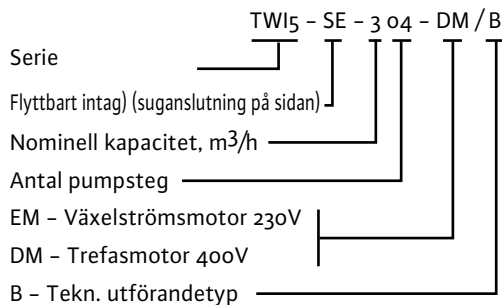 TWI5 – SE – 3 04 – DM / B
Serie
Flyttbart intag) (suganslutning på sidan)
Nominell kapacitet, m³/h
Antal pumpsteg
EM – Växelströmsmotor 230V
DM – Trefasmotor 400V
B – Tekn. utförandetyp